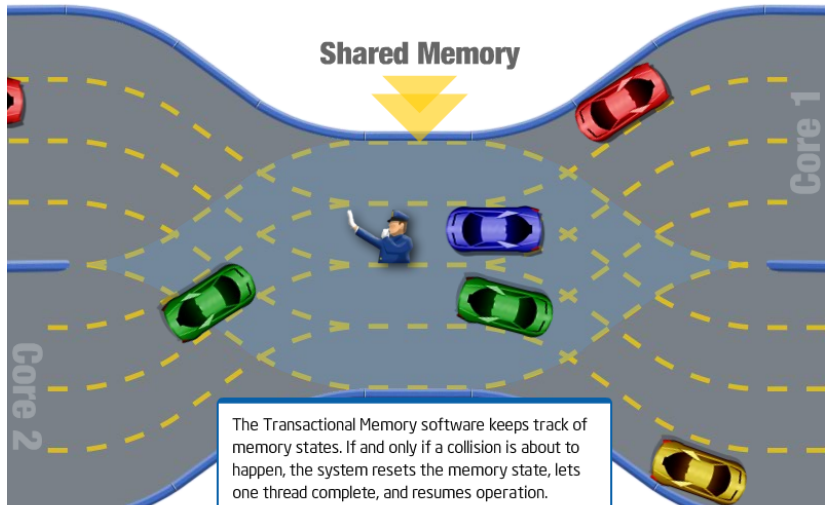 Shared Memory
Core 1
Core 2
The Transactional Memory software keeps track of
memory states. If and only if a collision is about to
happen, the system resets the memory state, lets
one thread complete, and resumes operation.